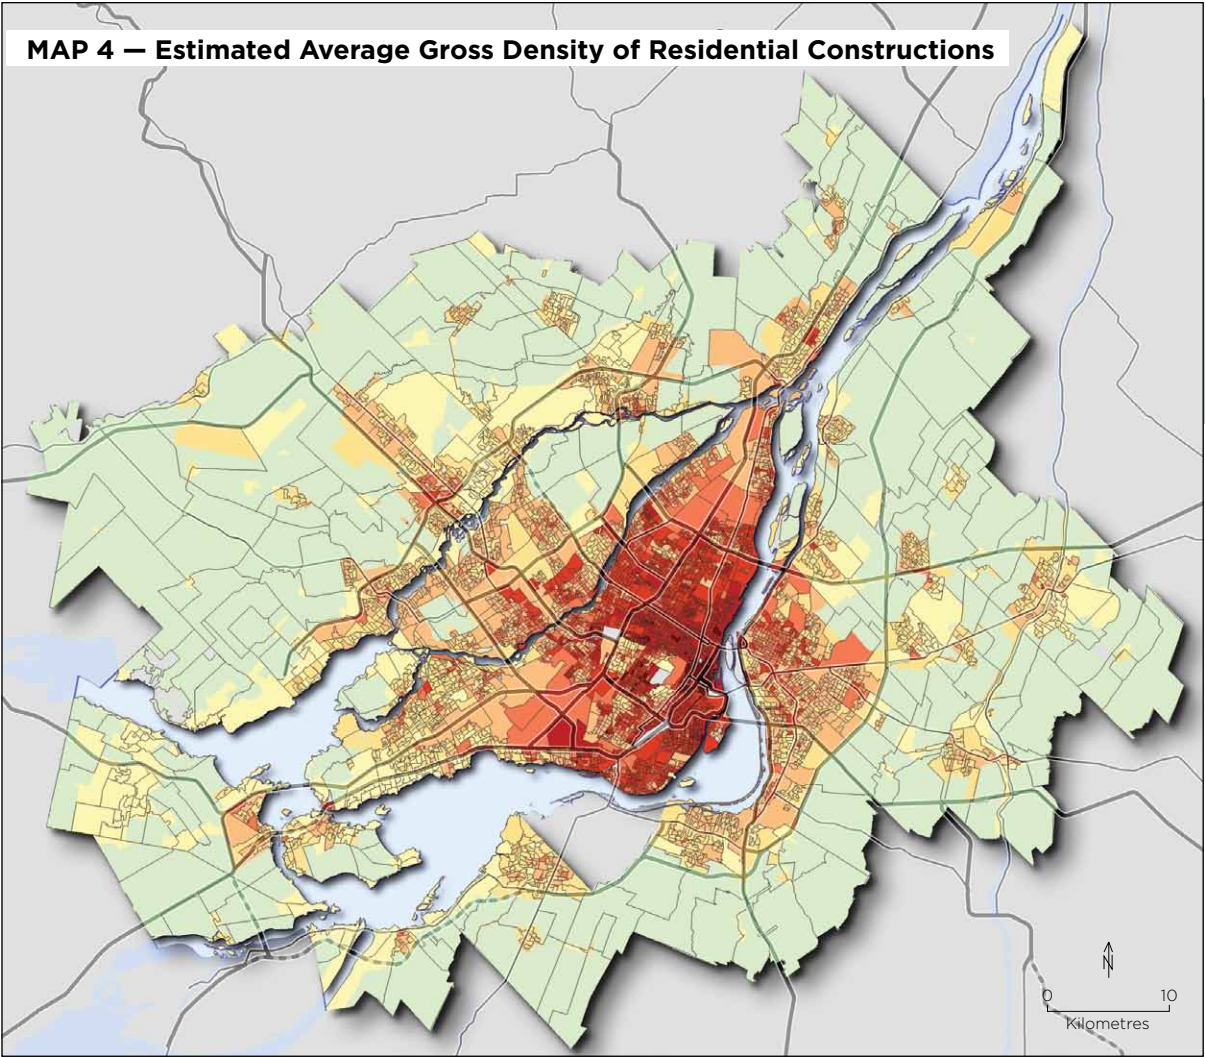 MAP 4 — Estimated Average Gross Density of Residential Constructions
N
0 10
Kilometres